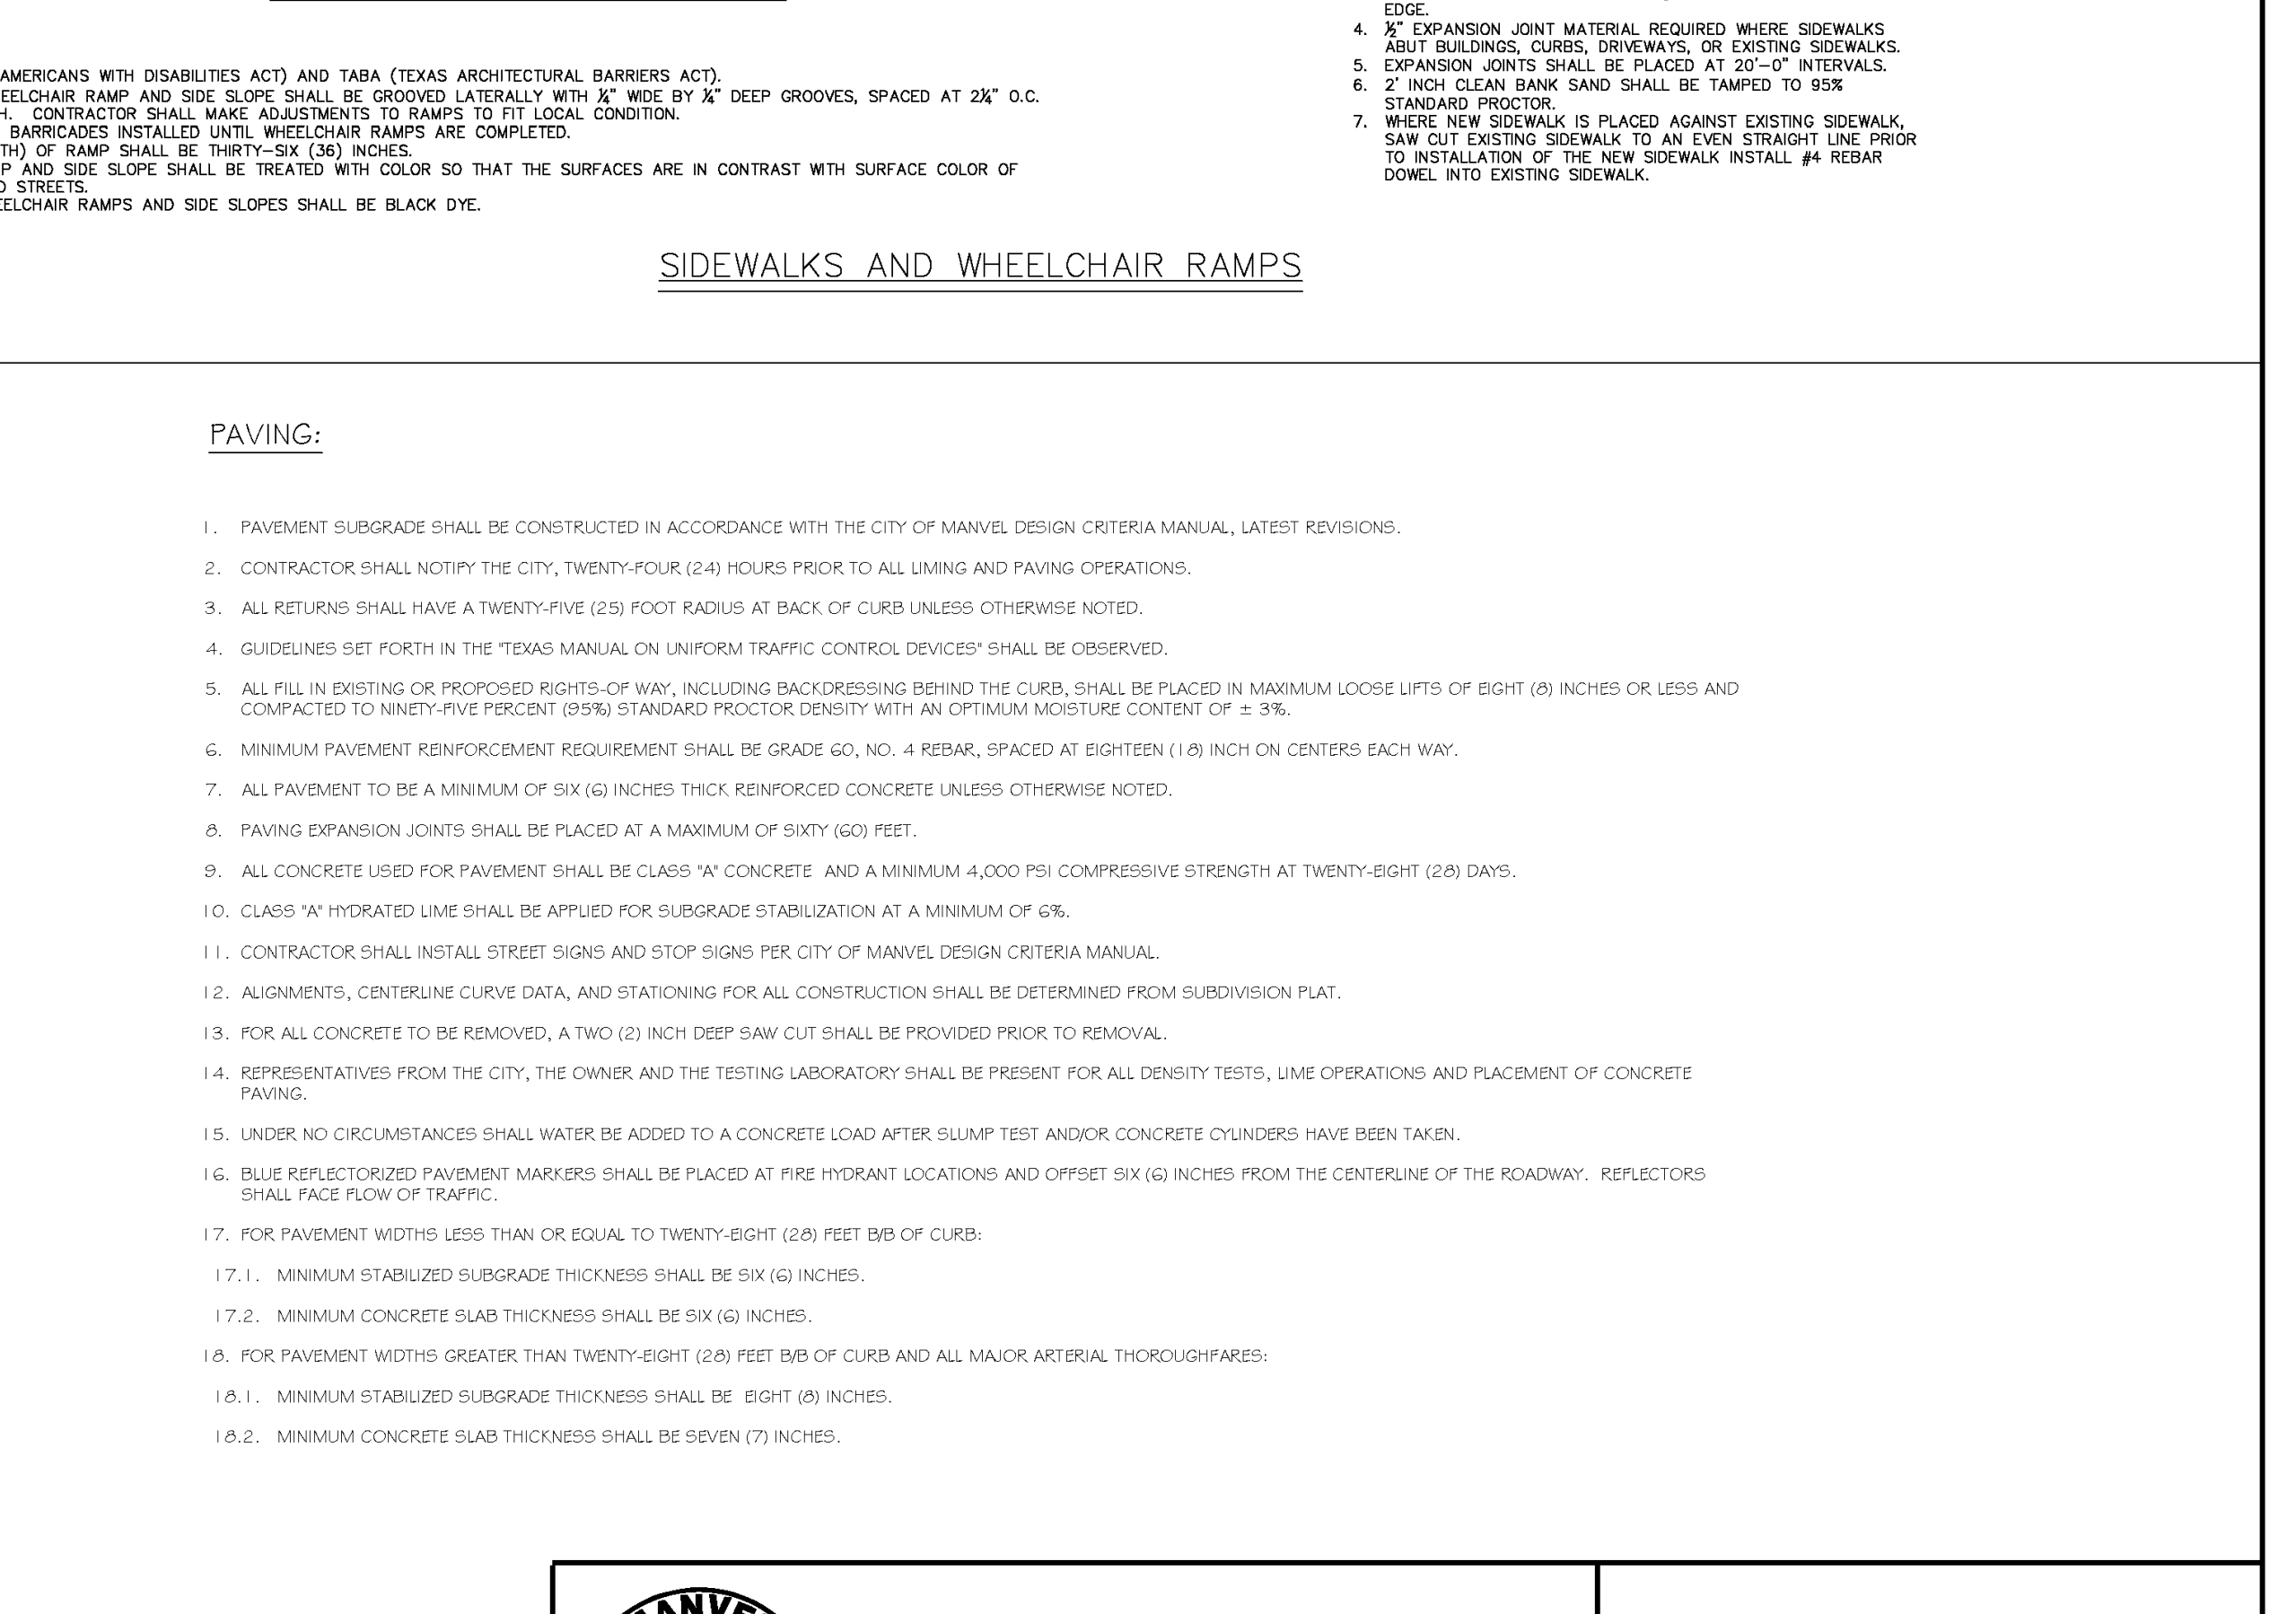 AMERICANS WITH DISABILITIES ACT) AND TABA (TEXAS ARCHITECTURAL BARRIERS ACT).
EELCHAIR RAMP AND SIDE SLOPE SHALL BE GROOVED LATERALLY WITH ¼" WIDE BY ¼" DEEP GROOVES, SPACED AT 2¼" O.C.
H. CONTRACTOR SHALL MAKE ADJUSTMENTS TO RAMPS TO FIT LOCAL CONDITION.
BARRICADES INSTALLED UNTIL WHEELCHAIR RAMPS ARE COMPLETED.
TH) OF RAMP SHALL BE THIRTY-SIX (36) INCHES.
P AND SIDE SLOPE SHALL BE TREATED WITH COLOR SO THAT THE SURFACES ARE IN CONTRAST WITH SURFACE COLOR OF
STREETS.
EELCHAIR RAMPS AND SIDE SLOPES SHALL BE BLACK DYE.
EDGE.
4. ½" EXPANSION JOINT MATERIAL REQUIRED WHERE SIDEWALKS
ABUT BUILDINGS, CURBS, DRIVEWAYS, OR EXISTING SIDEWALKS.
5. EXPANSION JOINTS SHALL BE PLACED AT 20'-0" INTERVALS.
6. 2' INCH CLEAN BANK SAND SHALL BE TAMPED TO 95%
STANDARD PROCTOR.
7. WHERE NEW SIDEWALK IS PLACED AGAINST EXISTING SIDEWALK,
SAW CUT EXISTING SIDEWALK TO AN EVEN STRAIGHT LINE PRIOR
TO INSTALLATION OF THE NEW SIDEWALK INSTALL #4 REBAR
DOWEL INTO EXISTING SIDEWALK.
SIDEWALKS AND WHEELCHAIR RAMPS
PAVING:
1. PAVEMENT SUBGRADE SHALL BE CONSTRUCTED IN ACCORDANCE WITH THE CITY OF MANVEL DESIGN CRITERIA MANUAL, LATEST REVISIONS.
2. CONTRACTOR SHALL NOTIFY THE CITY, TWENTY-FOUR (24) HOURS PRIOR TO ALL LIMING AND PAVING OPERATIONS.
3. ALL RETURNS SHALL HAVE A TWENTY-FIVE (25) FOOT RADIUS AT BACK OF CURB UNLESS OTHERWISE NOTED.
4. GUIDELINES SET FORTH IN THE "TEXAS MANUAL ON UNIFORM TRAFFIC CONTROL DEVICES" SHALL BE OBSERVED.
5. ALL FILL IN EXISTING OR PROPOSED RIGHTS-OF WAY, INCLUDING BACKDRESSING BEHIND THE CURB, SHALL BE PLACED IN MAXIMUM LOOSE LIFTS OF EIGHT (8) INCHES OR LESS AND
COMPACTED TO NINETY-FIVE PERCENT (95%) STANDARD PROCTOR DENSITY WITH AN OPTIMUM MOISTURE CONTENT OF ± 3%.
6. MINIMUM PAVEMENT REINFORCEMENT REQUIREMENT SHALL BE GRADE 60, NO. 4 REBAR, SPACED AT EIGHTEEN (18) INCH ON CENTERS EACH WAY.
7. ALL PAVEMENT TO BE A MINIMUM OF SIX (6) INCHES THICK REINFORCED CONCRETE UNLESS OTHERWISE NOTED.
8. PAVING EXPANSION JOINTS SHALL BE PLACED AT A MAXIMUM OF SIXTY (60) FEET.
9. ALL CONCRETE USED FOR PAVEMENT SHALL BE CLASS "A" CONCRETE AND A MINIMUM 4,000 PSI COMPRESSIVE STRENGTH AT TWENTY-EIGHT (28) DAYS.
10. CLASS "A" HYDRATED LIME SHALL BE APPLIED FOR SUBGRADE STABILIZATION AT A MINIMUM OF 6%.
11. CONTRACTOR SHALL INSTALL STREET SIGNS AND STOP SIGNS PER CITY OF MANVEL DESIGN CRITERIA MANUAL.
12. ALIGNMENTS, CENTERLINE CURVE DATA, AND STATIONING FOR ALL CONSTRUCTION SHALL BE DETERMINED FROM SUBDIVISION PLAT.
13. FOR ALL CONCRETE TO BE REMOVED, A TWO (2) INCH DEEP SAW CUT SHALL BE PROVIDED PRIOR TO REMOVAL.
14. REPRESENTATIVES FROM THE CITY, THE OWNER AND THE TESTING LABORATORY SHALL BE PRESENT FOR ALL DENSITY TESTS, LIME OPERATIONS AND PLACEMENT OF CONCRETE
PAVING.
15. UNDER NO CIRCUMSTANCES SHALL WATER BE ADDED TO A CONCRETE LOAD AFTER SLUMP TEST AND/OR CONCRETE CYLINDERS HAVE BEEN TAKEN.
16. BLUE REFLECTORIZED PAVEMENT MARKERS SHALL BE PLACED AT FIRE HYDRANT LOCATIONS AND OFFSET SIX (6) INCHES FROM THE CENTERLINE OF THE ROADWAY. REFLECTORS
SHALL FACE FLOW OF TRAFFIC.
17. FOR PAVEMENT WIDTHS LESS THAN OR EQUAL TO TWENTY-EIGHT (28) FEET B/B OF CURB:
17.1. MINIMUM STABILIZED SUBGRADE THICKNESS SHALL BE SIX (6) INCHES.
17.2. MINIMUM CONCRETE SLAB THICKNESS SHALL BE SIX (6) INCHES.
18. FOR PAVEMENT WIDTHS GREATER THAN TWENTY-EIGHT (28) FEET B/B OF CURB AND ALL MAJOR ARTERIAL THOROUGHFARES:
18.1. MINIMUM STABILIZED SUBGRADE THICKNESS SHALL BE EIGHT (8) INCHES.
18.2. MINIMUM CONCRETE SLAB THICKNESS SHALL BE SEVEN (7) INCHES.